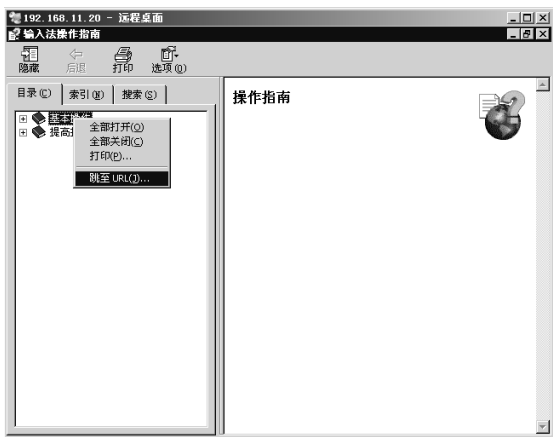 192.168.11.20 - 远程桌面
输入法操作指南
隐藏 后退 打印 选项(O)
目录(C) 索引(N) 搜索(S)
操作指南
基本操作
提高
全部打开(O)
全部关闭(C)
打印(P)...
跳至 URL(J)...